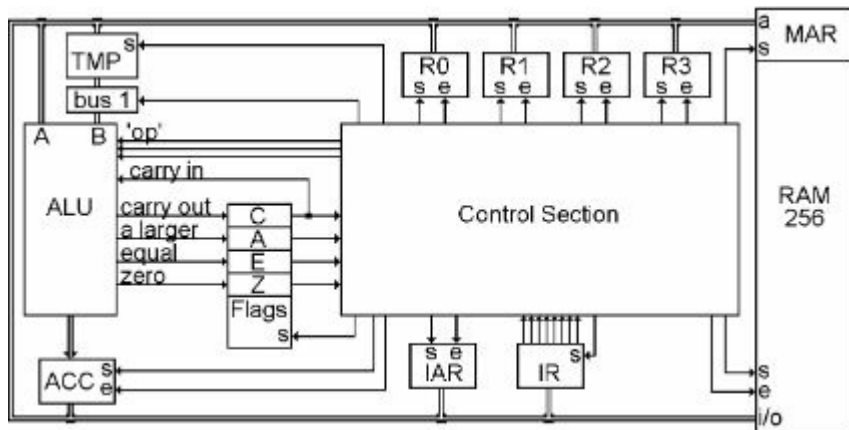 a
MAR
s
TMP s
R0
s e
R1
s e
R2
s e
R3
s e
bus 1
A B
'op'
carry in
ALU
carry out
C
a larger
A
equal
E
zero
Z
Flags
s
Control Section
RAM
256
ACC s
e
s e
IAR
s
IR
s
e
i/o